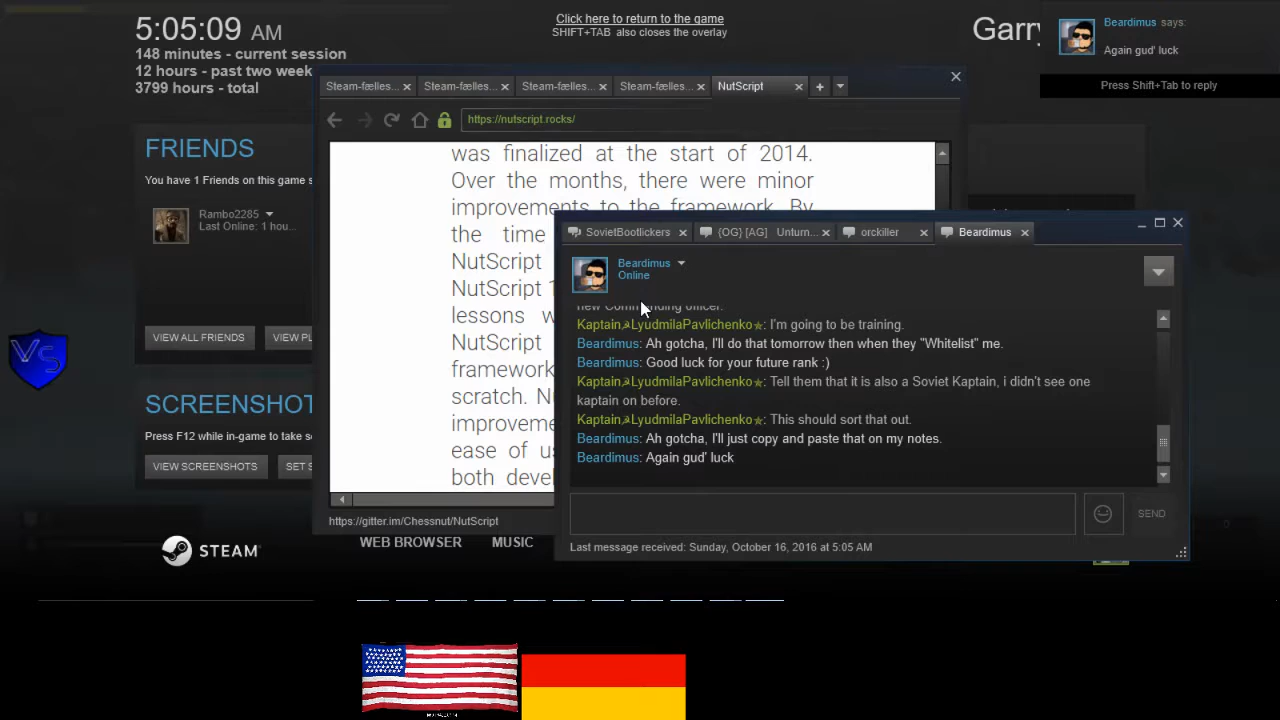 5:05:09 AM
148 minutes - current session
12 hours - past two week
3799 hours - total
Click here to return to the game
SHIFT+TAB also closes the overlay
Garry
Beardimus says:
Again gud' luck
Press Shift+Tab to reply
Steam-fælles... x Steam-fælles... x Steam-fælles... x Steam-fælles... x NutScript x +
https://nutscript.rocks/
FRIENDS
You have 1 Friends on this game s
Rambo2285
Last Online: 1 hou...
VIEW ALL FRIENDS VIEW PL
SCREENSHOT
Press F12 while in-game to take sc
VIEW SCREENSHOTS SET S
was finalized at the start of 2014.
Over the months, there were minor
improvements to the framework. By
the time
NutScript
NutScript 1
lessons w
NutScript
framework
scratch. N
improveme
ease of us
both devel
https://gitter.im/Chessnut/NutScript
SovietBootlickers x {OG} [AG] Unturn... x orckiller x Beardimus x
Beardimus
Online
new Commanding officer.
Kaptain☭LyudmilaPavlichenko★: I'm going to be training.
Beardimus: Ah gotcha, I'll do that tomorrow then when they "Whitelist" me.
Beardimus: Good luck for your future rank :)
Kaptain☭LyudmilaPavlichenko★: Tell them that it is also a Soviet Kaptain, i didn't see one
kaptain on before.
Kaptain☭LyudmilaPavlichenko★: This should sort that out.
Beardimus: Ah gotcha, I'll just copy and paste that on my notes.
Beardimus: Again gud' luck
SEND
Last message received: Sunday, October 16, 2016 at 5:05 AM
VS
STEAM
WEB BROWSER MUSIC